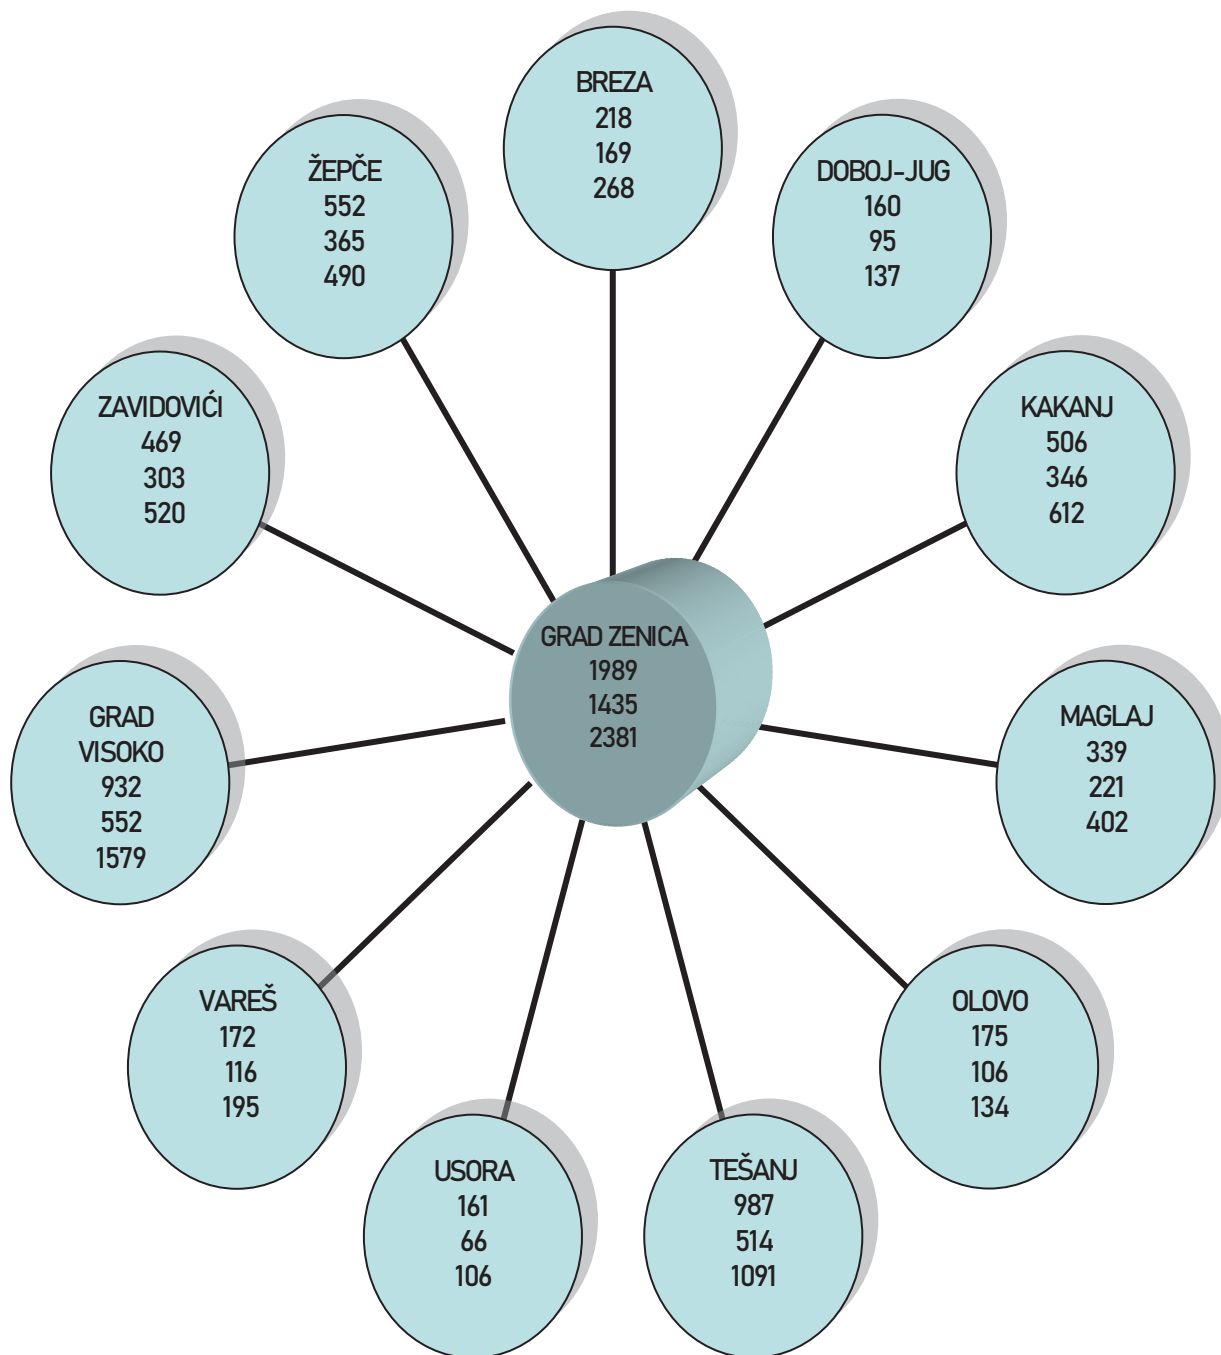 BREZA
218
169
268
DOBOJ-JUG
160
95
137
KAKANJ
506
346
612
MAGLAJ
339
221
402
OLOVO
175
106
134
TEŠANJ
987
514
1091
USORA
161
66
106
VAREŠ
172
116
195
GRAD
VISOKO
932
552
1579
ZAVIDOVIĆI
469
303
520
ŽEPČE
552
365
490
GRAD ZENICA
1989
1435
2381